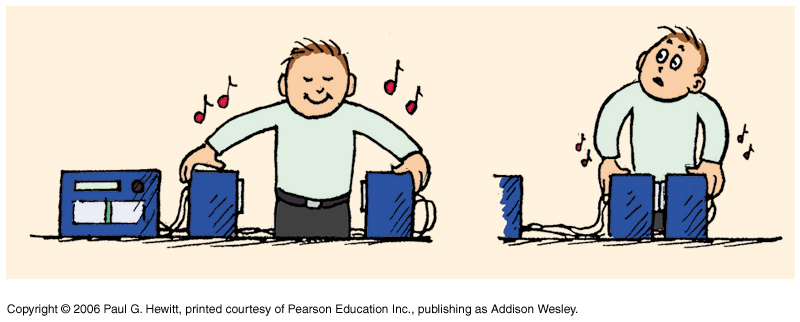 Copyright © 2006 Paul G. Hewitt, printed courtesy of Pearson Education Inc., publishing as Addison Wesley.